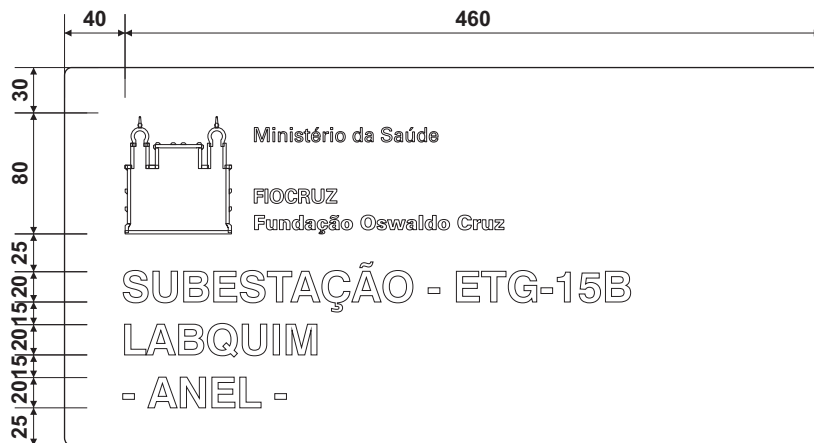 40
460
30
80
25
20
15
20
15
20
25
Ministério da Saúde
FIOCRUZ
Fundação Oswaldo Cruz
SUBESTAÇÃO - ETG-15B
LABQUIM
- ANEL -